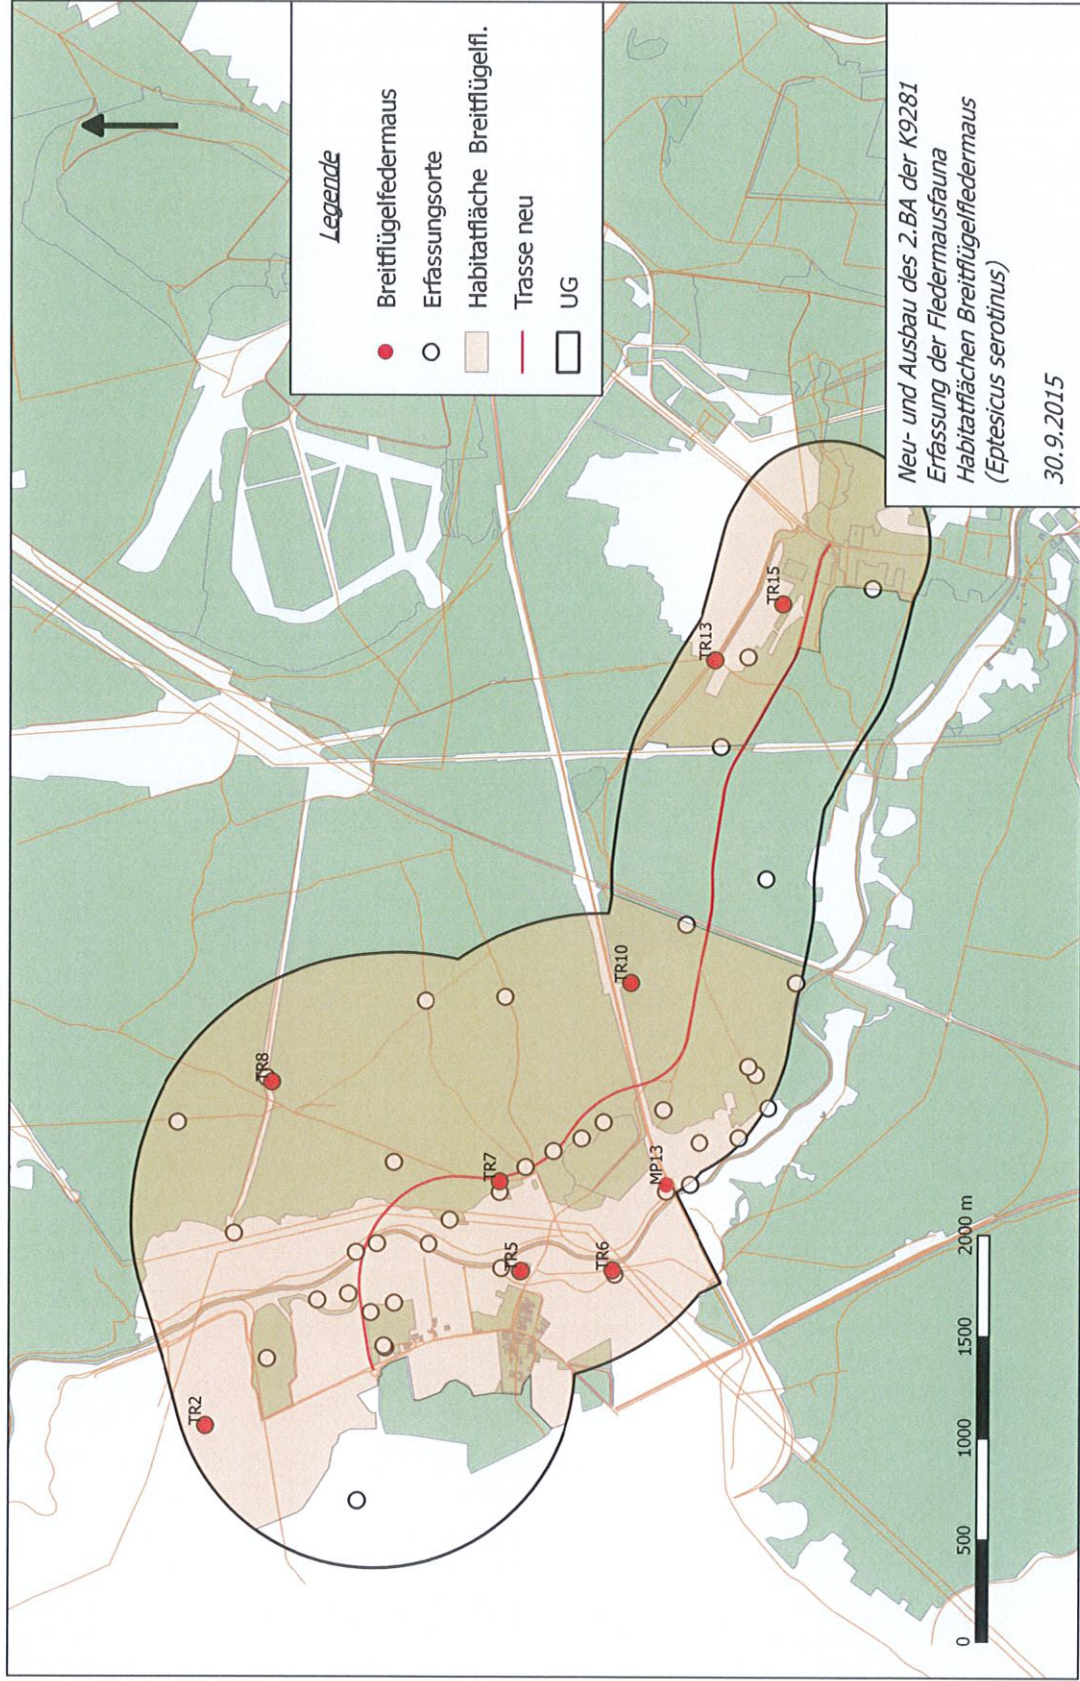 Legende
Breitflügelfedermaus
Erfassungsorte
Habitatfläche Breitflügelfl.
Trasse neu
UG
TR2
TR8
TR7
TR5
TR6
MP13
TR10
TR13
TR15
0 500 1000 1500 2000 m
Neu- und Ausbau des 2.BA der K9281
Erfassung der Fledermausfauna
Habitatflächen Breitflügelfledermaus
(Eptesicus serotinus)
30.9.2015